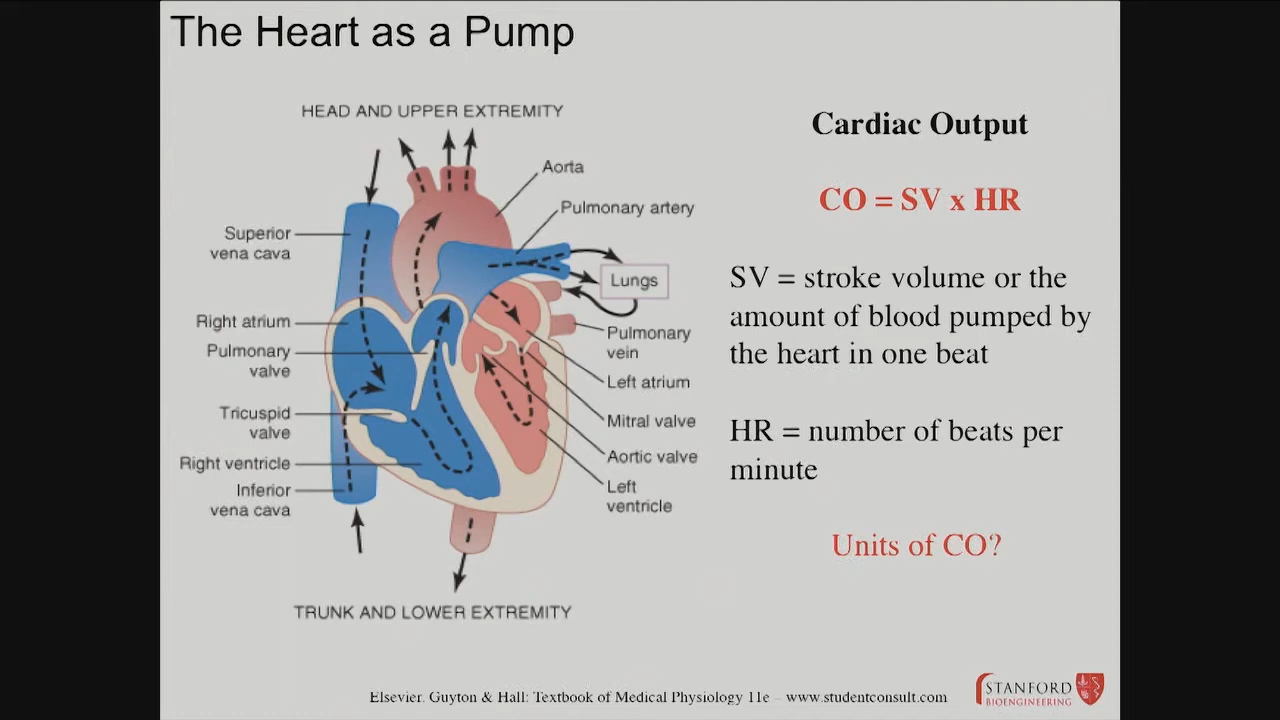 The Heart as a Pump
HEAD AND UPPER EXTREMITY
Aorta
Pulmonary artery
Superior
vena cava
Lungs
Right atrium
Pulmonary
valve
Pulmonary
vein
Left atrium
Tricuspid
valve
Mitral valve
Right ventricle
Aortic valve
Inferior
vena cava
Left
ventricle
TRUNK AND LOWER EXTREMITY
Cardiac Output
CO = SV x HR
SV = stroke volume or the
amount of blood pumped by
the heart in one beat
HR = number of beats per
minute
Units of CO?
Elsevier. Guyton & Hall: Textbook of Medical Physiology 11e – www.studentconsult.com
STANFORD
BIOENGINEERING